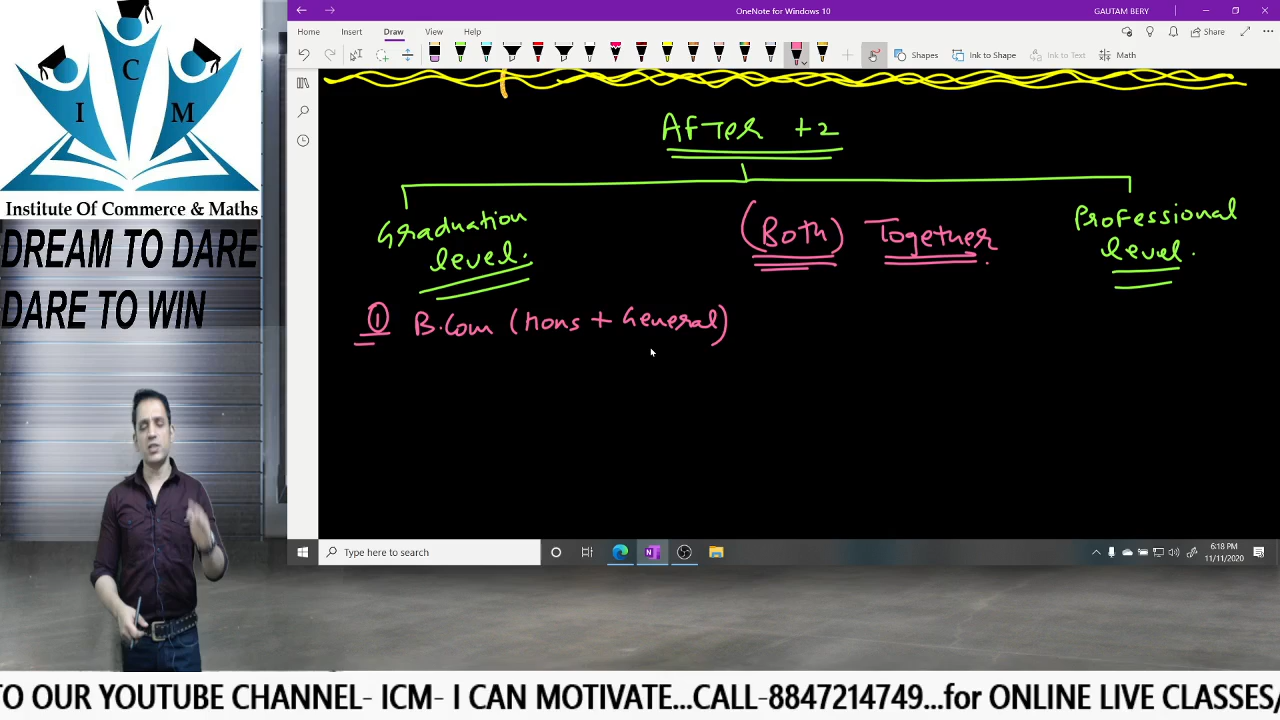 OneNote for Windows 10
GAUTAM BERY
Home Insert Draw View Help
Share
Shapes
Ink to Shape
Ink to Text
Math
I C M
Institute Of Commerce & Maths
DREAM TO DARE
DARE TO WIN
AFTER +2
Graduation level.
(Both) Together.
Professional level.
① B.Com (Hons + General)
Type here to search
6:18 PM
11/11/2020
TO OUR YOUTUBE CHANNEL- ICM- I CAN MOTIVATE...CALL-8847214749...for ONLINE LIVE CLASSES/